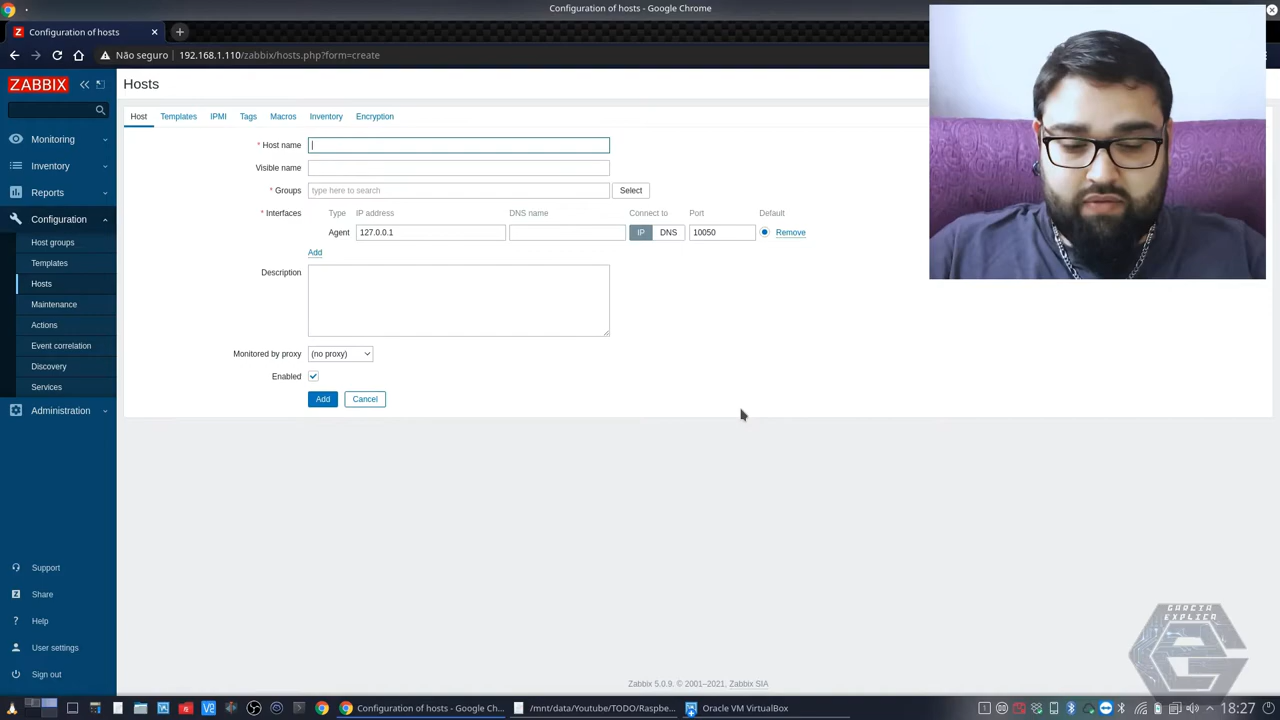 Configuration of hosts - Google Chrome
Configuration of hosts
Não seguro 192.168.1.110/zabbix/hosts.php?form=create
ZABBIX
Monitoring
Inventory
Reports
Configuration
Host groups
Templates
Hosts
Maintenance
Actions
Event correlation
Discovery
Services
Administration
Support
Share
Help
User settings
Sign out
Hosts
Host Templates IPMI Tags Macros Inventory Encryption
* Host name
Visible name
* Groups type here to search Select
* Interfaces Type IP address DNS name Connect to Port Default
Agent 127.0.0.1 IP DNS 10050 Remove
Add
Description
Monitored by proxy (no proxy)
Enabled
Add Cancel
GARCIA
EXPLICA
Zabbix 5.0.9. © 2001–2021, Zabbix SIA
Configuration of hosts - Google Ch... /mnt/data/Youtube/TODO/Raspbe... Oracle VM VirtualBox 1 18:27